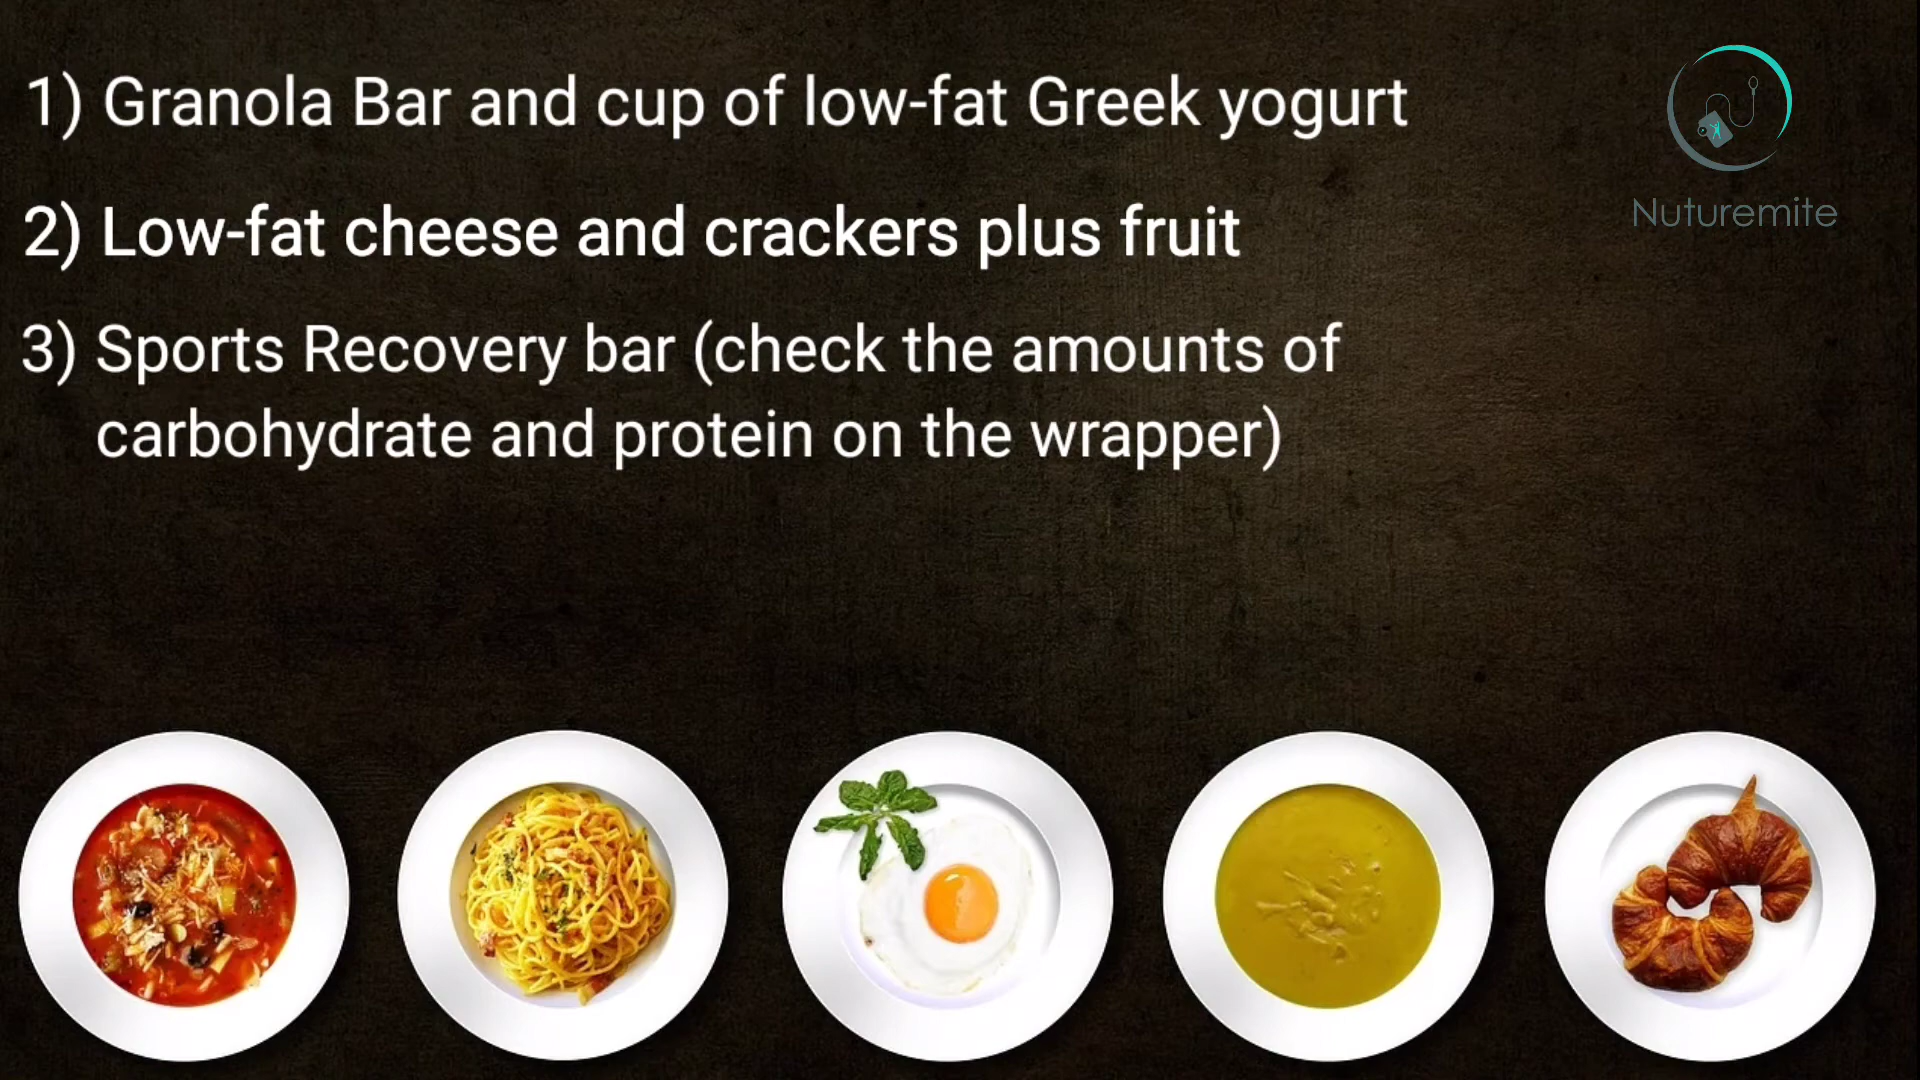 1) Granola Bar and cup of low-fat Greek yogurt
Nuturemite
2) Low-fat cheese and crackers plus fruit
3) Sports Recovery bar (check the amounts of
carbohydrate and protein on the wrapper)